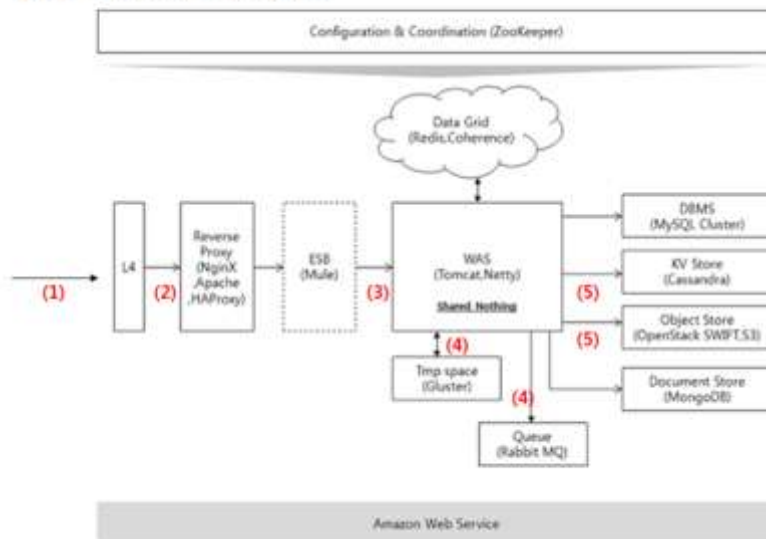 Configuration & Coordination (ZooKeeper)
Data Grid
(Redis,Coherence)
L4
Reverse
Proxy
(NginX
,Apache
,HAProxy)
ESB
(Mule)
WAS
(Tomcat,Netty)
Shared Nothing
DBMS
(MySQL Cluster)
KV Store
(Cassandra)
Object Store
(OpenStack SWIFT,S3)
Document Store
(MongoDB)
(1)
(2)
(3)
(5)
(5)
(4)
Tmp space
(Gluster)
(4)
Queue
(Rabbit MQ)
Amazon Web Service